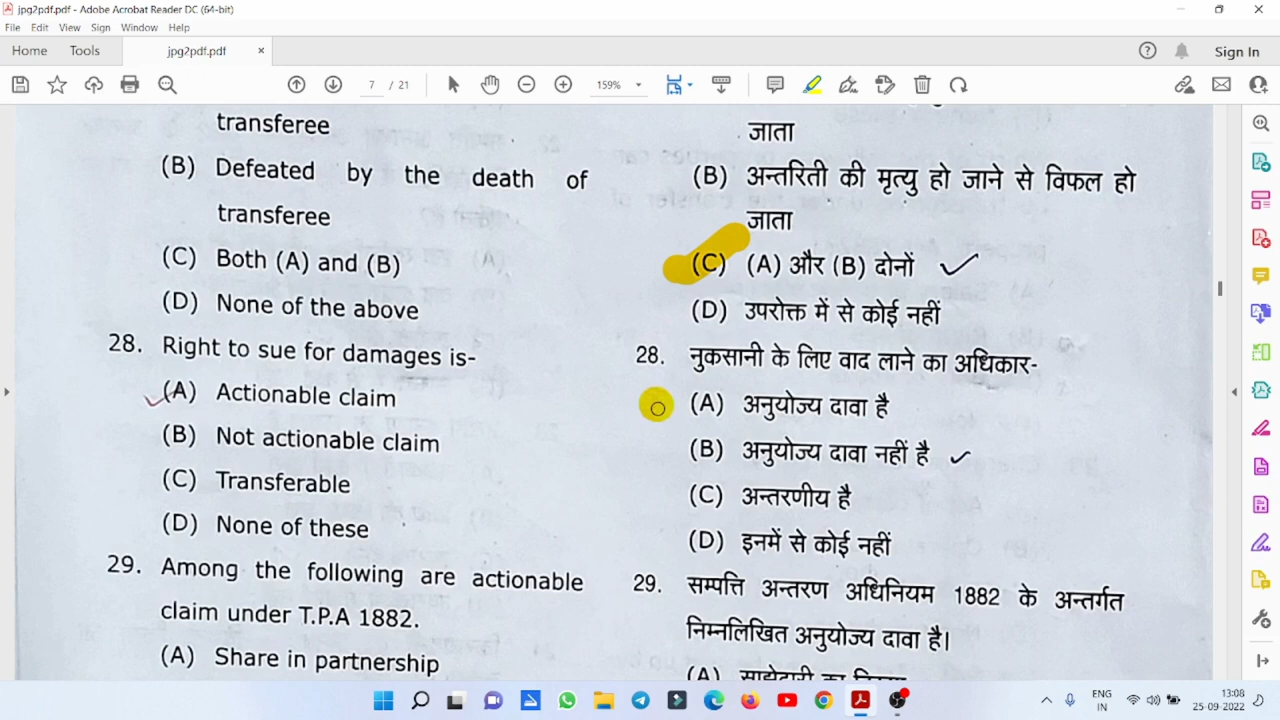 jpg2pdf.pdf - Adobe Acrobat Reader DC (64-bit)
File Edit View Sign Window Help
Home Tools jpg2pdf.pdf × Sign In
7 / 21 159%
transferee
(B) Defeated by the death of
transferee
(C) Both (A) and (B)
(D) None of the above
28. Right to sue for damages is-
(A) Actionable claim
(B) Not actionable claim
(C) Transferable
(D) None of these
29. Among the following are actionable
claim under T.P.A 1882.
(A) Share in partnership
जाता
(B) अन्तरिती की मृत्यु हो जाने से विफल हो
जाता
(C) (A) और (B) दोनों
(D) उपरोक्त में से कोई नहीं
28. नुकसानी के लिए वाद लाने का अधिकार-
(A) अनुयोज्य दावा है
(B) अनुयोज्य दावा नहीं है
(C) अन्तरणीय है
(D) इनमें से कोई नहीं
29. सम्पत्ति अन्तरण अधिनियम 1882 के अन्तर्गत
निम्नलिखित अनुयोज्य दावा है।
(A)
ENG
IN
13:08
25-09-2022